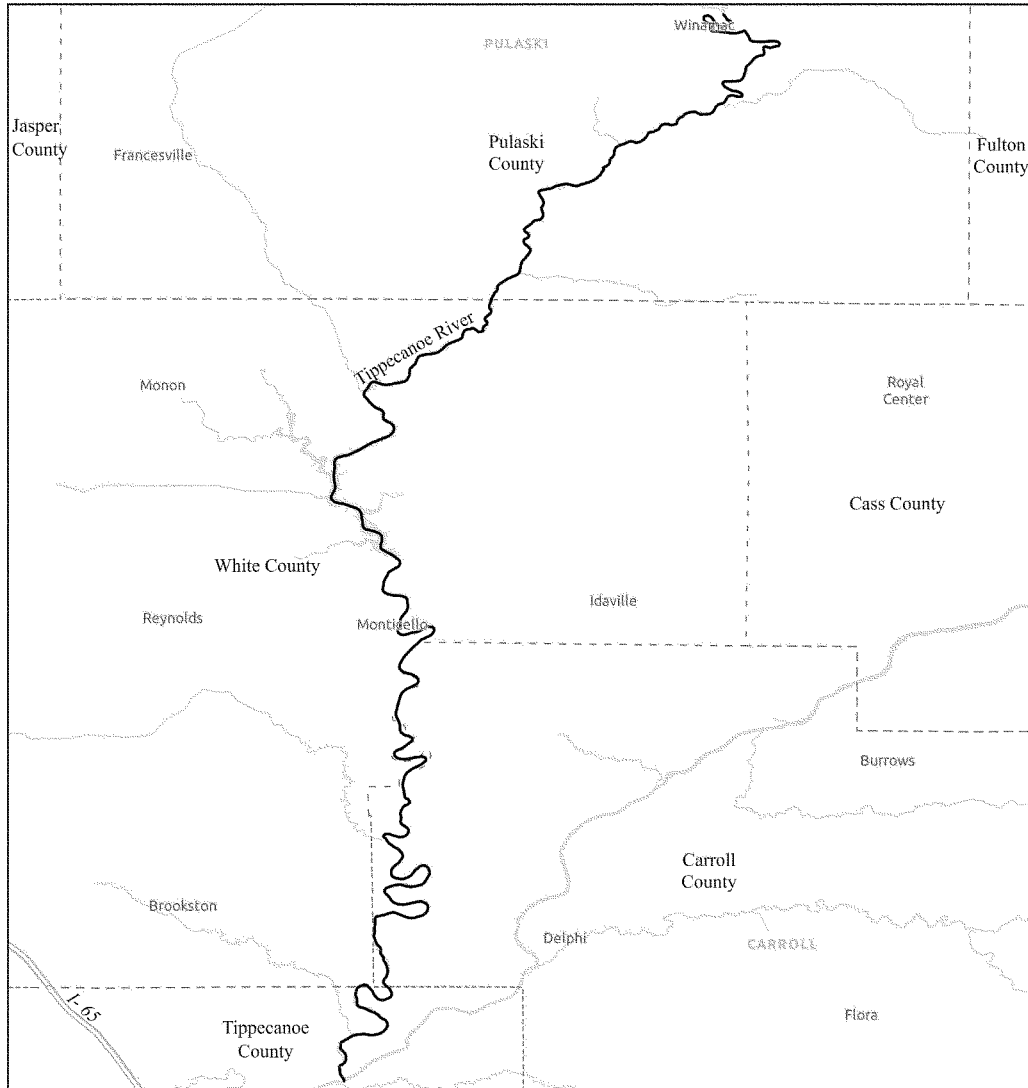 Winamac
PULASKI
Jasper
County
Francesville
Pulaski
County
Fulton
County
Tippecanoe River
Monon
Royal
Center
Cass County
White County
Reynolds
Monticello
Idaville
Burrows
Carroll
County
Brookston
Delphi
CARROLL
I-65
Tippecanoe
County
Flora